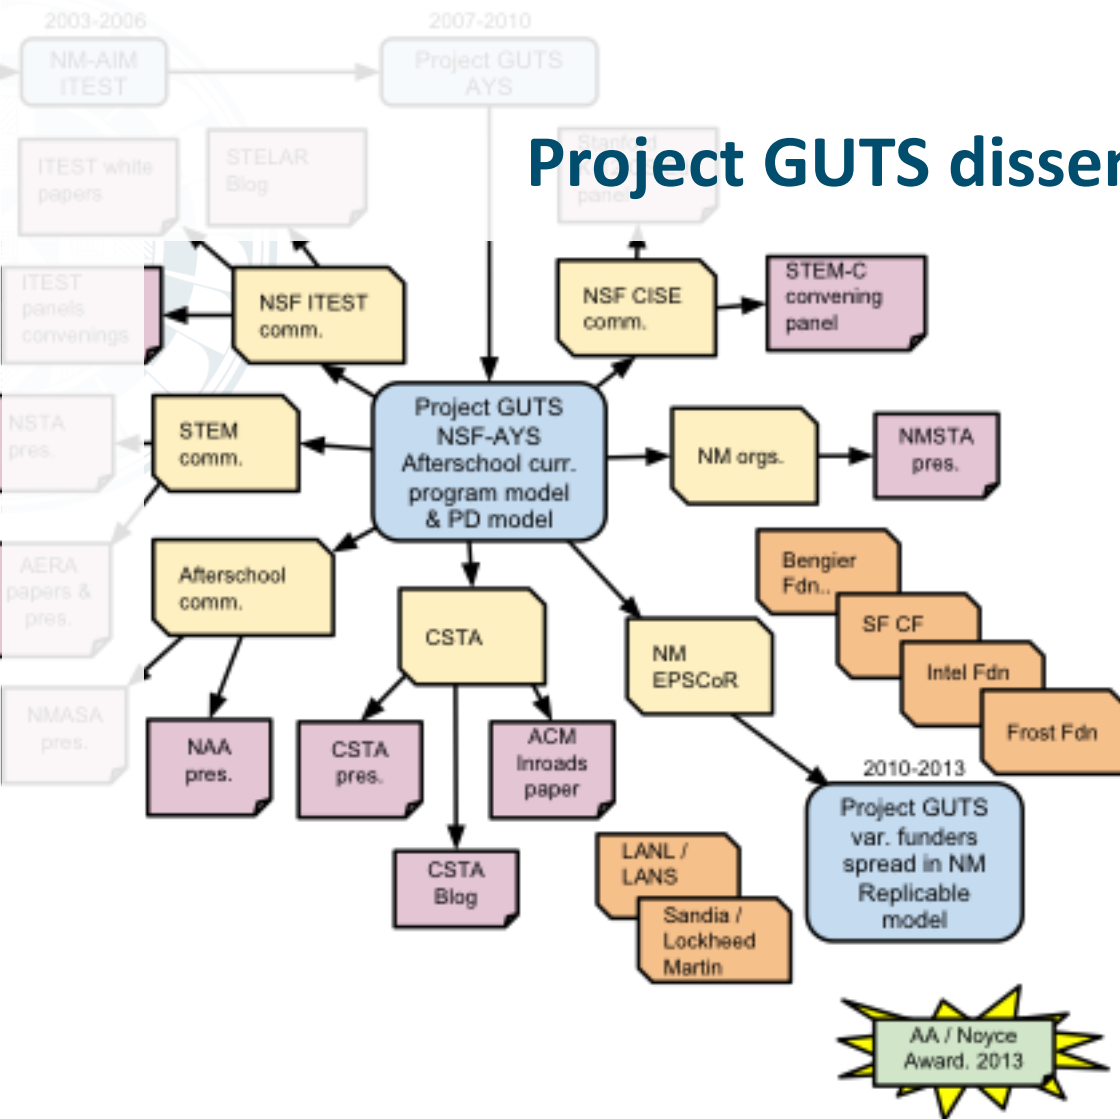 2003-2006
2007-2010
NM-AIM
ITEST
Project GUTS
AYS
Project GUTS disser
ITEST white
papers
STELAR
Blog
Stanford
panel
ITEST
panels
convenings
NSF ITEST
comm.
NSF CISE
comm.
STEM-C
convening
panel
NSTA
pres.
STEM
comm.
Project GUTS
NSF-AYS
Afterschool curr.
program model
& PD model
NM orgs.
NMSTA
pres.
AERA
papers &
pres.
Afterschool
comm.
CSTA
NM
EPSCoR
Bengier
Fdn..
SF CF
Intel Fdn
Frost Fdn
NMASA
pres.
NAA
pres.
CSTA
pres.
ACM
Inroads
paper
CSTA
Blog
2010-2013
Project GUTS
var. funders
spread in NM
Replicable
model
LANL /
LANS
Sandia /
Lockheed
Martin
AA / Noyce
Award. 2013